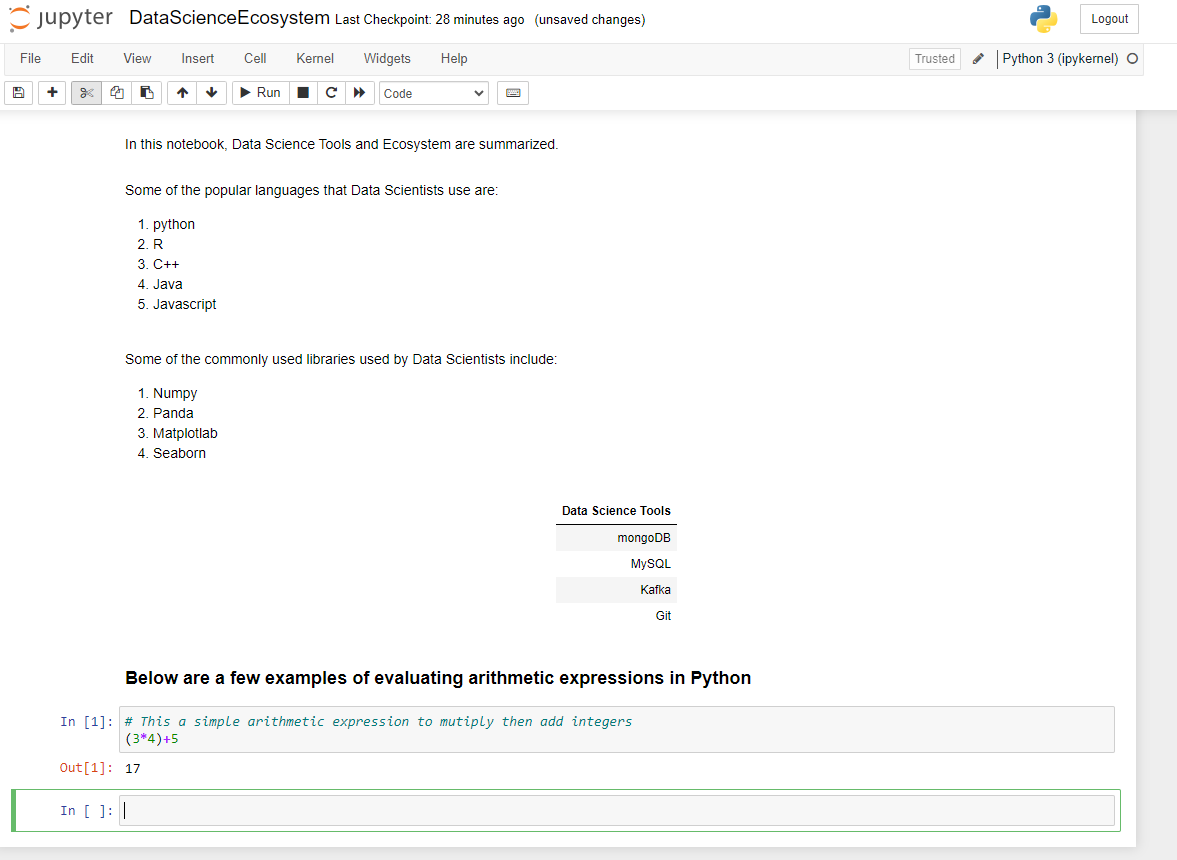 jupyter DataScienceEcosystem Last Checkpoint: 28 minutes ago (unsaved changes) Logout
File Edit View Insert Cell Kernel Widgets Help Trusted Python 3 (ipykernel)
Run Code
In this notebook, Data Science Tools and Ecosystem are summarized.
Some of the popular languages that Data Scientists use are:
1. python
2. R
3. C++
4. Java
5. Javascript
Some of the commonly used libraries used by Data Scientists include:
1. Numpy
2. Panda
3. Matplotlab
4. Seaborn
Data Science Tools
mongoDB
MySQL
Kafka
Git
Below are a few examples of evaluating arithmetic expressions in Python
In [1]: # This a simple arithmetic expression to mutiply then add integers
(3*4)+5
Out[1]: 17
In [ ]: